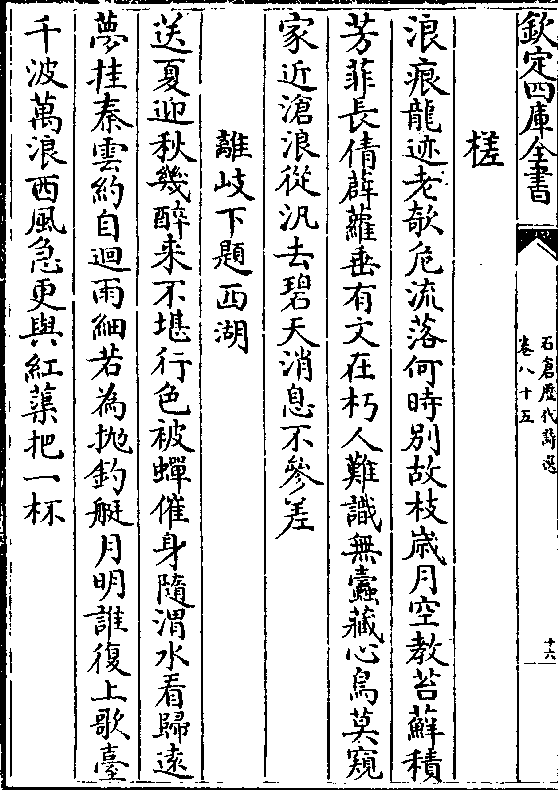 欽定四庫全書
石倉歷代詩選
卷八十五
十六
槎
浪痕龍迹老欹危流落何時別故枝歲月空教苔蘚積
芳菲長倩薜蘿垂有文在朽人難識無蠹藏心鳥莫窺
家近滄浪從汎去碧天消息不參差
離岐下題西湖
送夏迎秋幾醉来不堪行色被蟬催身隨渭水看歸遠
夢挂秦雲約自迴雨細若為抛釣艇月明誰復上歌臺
千波萬浪西風急更與紅蕖把一杯